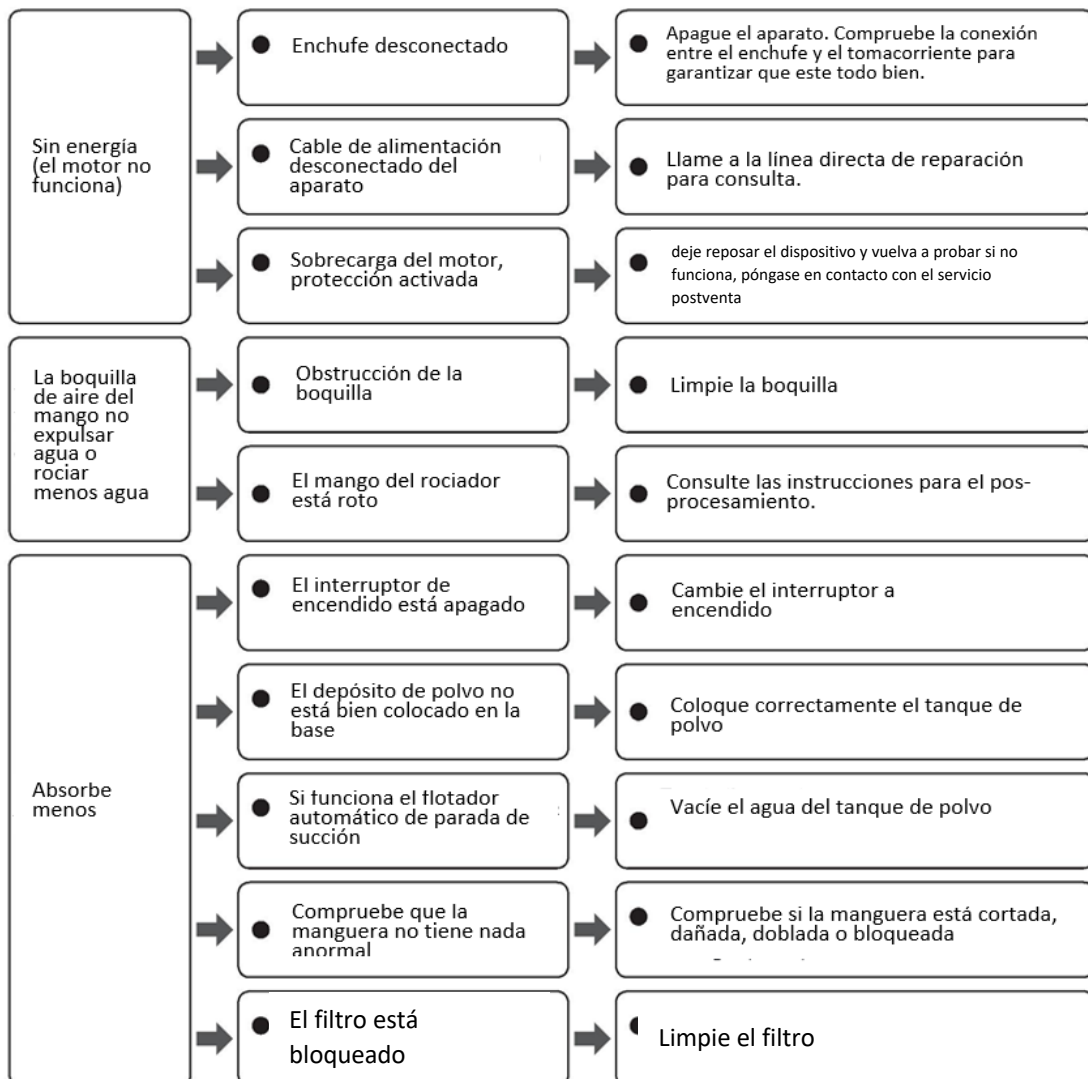 Sin energía
(el motor no
funciona)
Enchufe desconectado
Apague el aparato. Compruebe la conexión
entre el enchufe y el tomacorriente para
garantizar que este todo bien.
Cable de alimentación
desconectado del
aparato
Llame a la línea directa de reparación
para consulta.
Sobrecarga del motor,
protección activada
deje reposar el dispositivo y vuelva a probar si no
funciona, póngase en contacto con el servicio
postventa
La boquilla
de aire del
mango no
expulsar
agua o
rociar
menos agua
Obstrucción de la
boquilla
Limpie la boquilla
El mango del rociador
está roto
Consulte las instrucciones para el pos-
procesamiento.
Absorbe
menos
El interruptor de
encendido está apagado
Cambie el interruptor a
encendido
El depósito de polvo no
está bien colocado en la
base
Coloque correctamente el tanque de
polvo
Si funciona el flotador
automático de parada de
succión
Vacíe el agua del tanque de polvo
Compruebe que la
manguera no tiene nada
anormal
Compruebe si la manguera está cortada,
dañada, doblada o bloqueada
El filtro está
bloqueado
Limpie el filtro